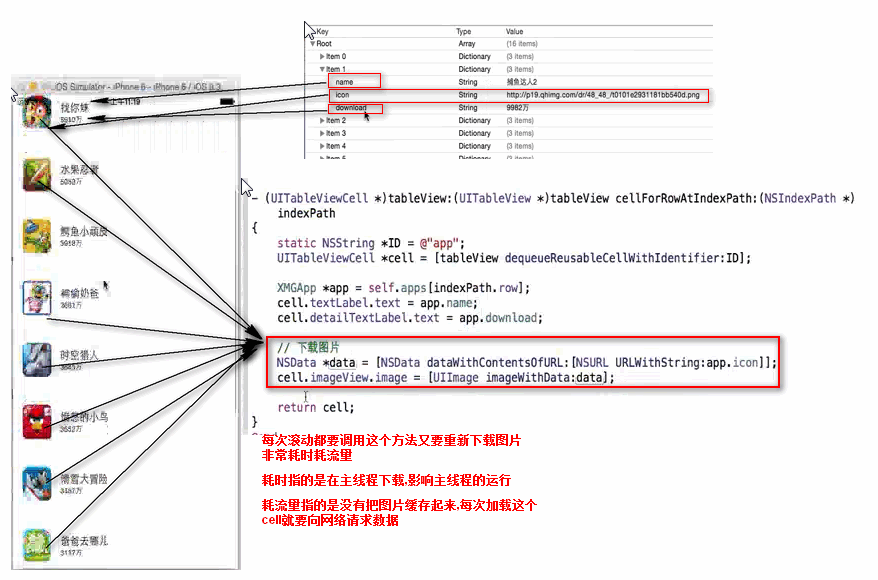 Key Type Value
Root Array (16 items)
Item 0 Dictionary (3 items)
Item 1 Dictionary (3 items)
name String 捕鱼达人2
icon String http://p19.qhimg.com/dr/48_48_/t0101e2931181bb540d.png
download String 9982万
Item 2 Dictionary (3 items)
Item 3 Dictionary (3 items)
Item 4 Dictionary (3 items)
Dictionary (3 items)
iOS Simulator - iPhone 6 - iPhone 6 / iOS 8.3
上午11:19
找你妹
5910万
水果忍者
5082万
鳄鱼小顽皮
5018万
偷奶爸
3681万
时空猎人
3645万
愤怒的小鸟
3552万
滑雪大冒险
3487万
爸爸去哪儿
3117万
- (UITableViewCell *)tableView:(UITableView *)tableView cellForRowAtIndexPath:(NSIndexPath *)
indexPath
{
static NSString *ID = @"app";
UITableViewCell *cell = [tableView dequeueReusableCellWithIdentifier:ID];
XMGApp *app = self.apps[indexPath.row];
cell.textLabel.text = app.name;
cell.detailTextLabel.text = app.download;
// 下载图片
NSData *data = [NSData dataWithContentsOfURL:[NSURL URLWithString:app.icon]];
cell.imageView.image = [UIImage imageWithData:data];
return cell;
}
每次滚动都要调用这个方法又要重新下载图片
非常耗时耗流量
耗时指的是在主线程下载,影响主线程的运行
耗流量指的是没有把图片缓存起来,每次加载这个
cell就要向网络请求数据